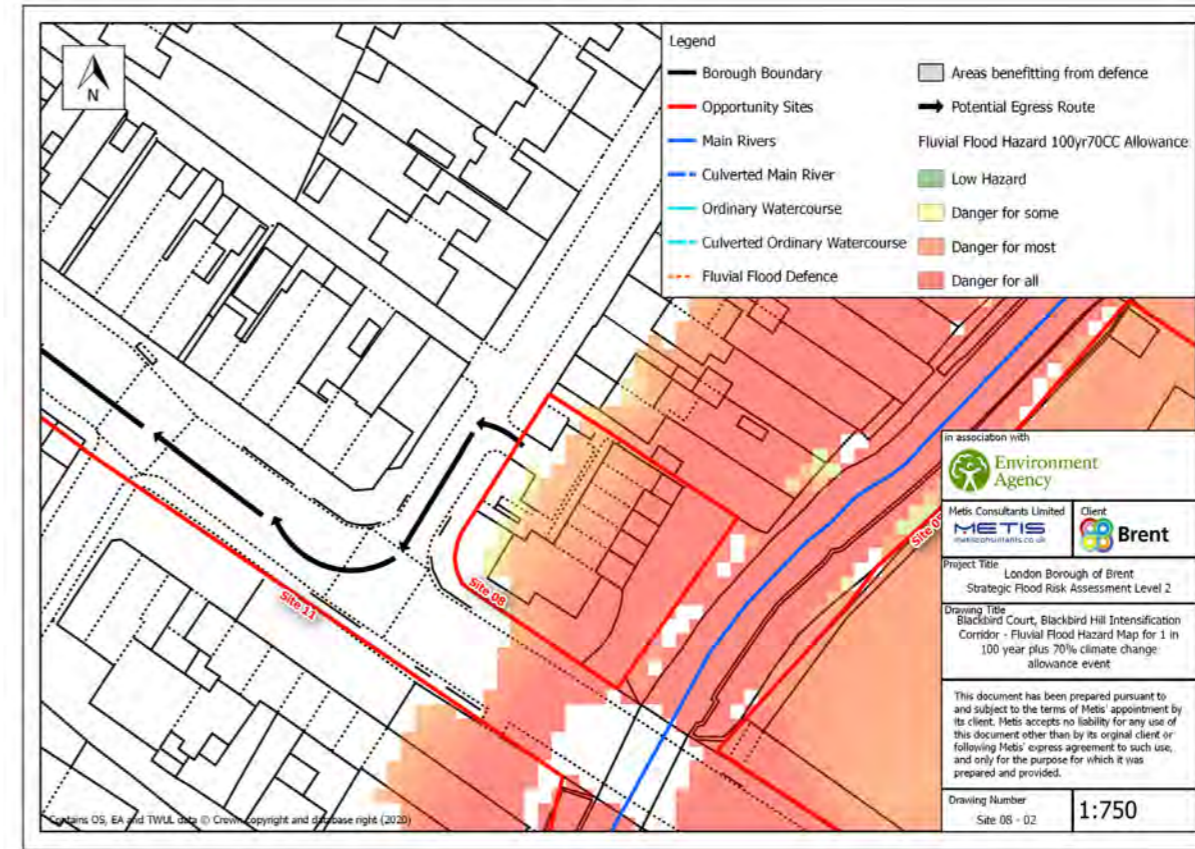 N
Legend
Borough Boundary
Opportunity Sites
Main Rivers
Culverted Main River
Ordinary Watercourse
Culverted Ordinary Watercourse
Fluvial Flood Defence
Areas benefitting from defence
Potential Egress Route
Fluvial Flood Hazard 100yr70CC Allowance
Low Hazard
Danger for some
Danger for most
Danger for all
Site 11
Site 08
in association with
Environment
Agency
Metis Consultants Limited
METIS
metisconsultants.co.uk
Client
Brent
Project Title
London Borough of Brent
Strategic Flood Risk Assessment Level 2
Drawing Title
Blackbird Court, Blackbird Hill Intensification
Corridor - Fluvial Flood Hazard Map for 1 in
100 year plus 70% climate change
allowance event
This document has been prepared pursuant to
and subject to the terms of Metis' appointment by
its client. Metis accepts no liability for any use of
this document other than by its orginal client or
following Metis' express agreement to such use,
and only for the purpose for which it was
prepared and provided.
Drawing Number
Site 08 - 02
1:750
Contains OS, EA and TWUL data © Crown copyright and database right (2020)